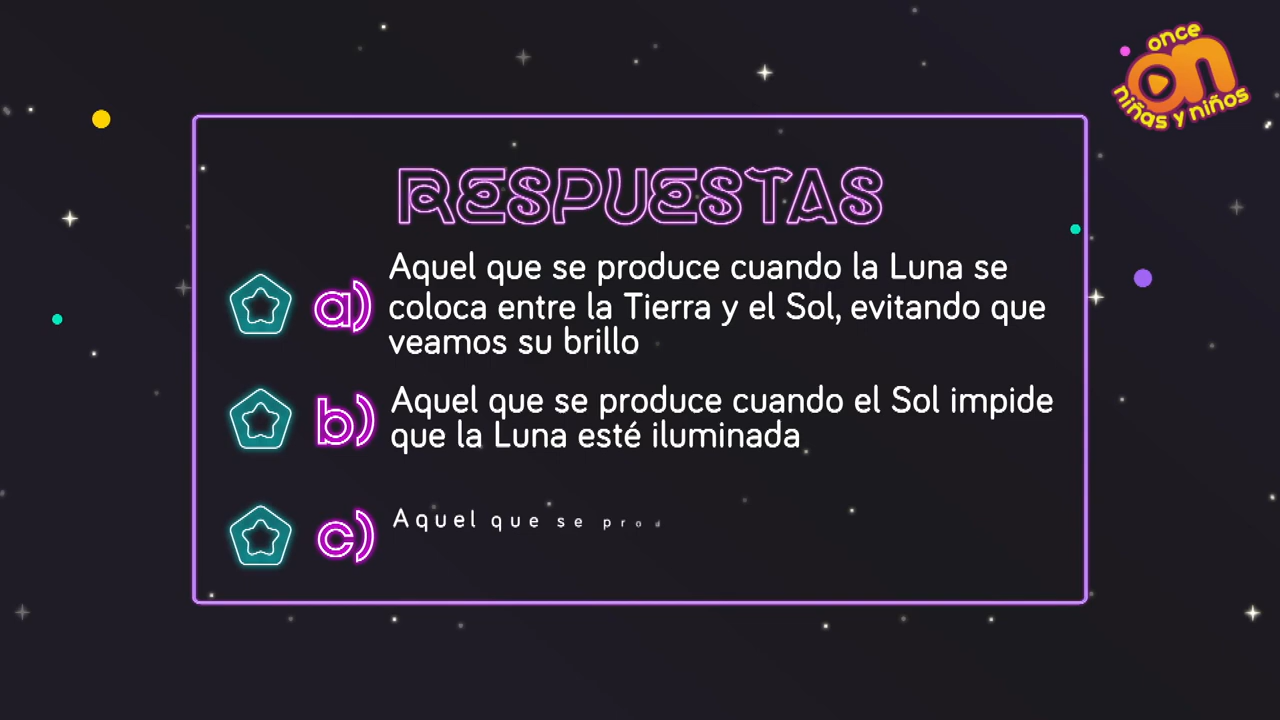 once
on
niñas y niños
RESPUESTAS
a) Aquel que se produce cuando la Luna se
coloca entre la Tierra y el Sol, evitando que
veamos su brillo
b) Aquel que se produce cuando el Sol impide
que la Luna esté iluminada
c) Aquel que se prod